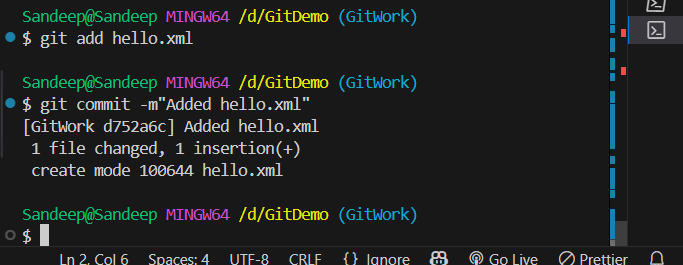 Sandeep@Sandeep MINGW64 /d/GitDemo (GitWork)
$ git add hello.xml
Sandeep@Sandeep MINGW64 /d/GitDemo (GitWork)
$ git commit -m"Added hello.xml"
[GitWork d752a6c] Added hello.xml
1 file changed, 1 insertion(+)
create mode 100644 hello.xml
Sandeep@Sandeep MINGW64 /d/GitDemo (GitWork)
$
Ln 2, Col 6 Spaces: 4 UTF-8 CRLF {} Ignore Go Live Prettier